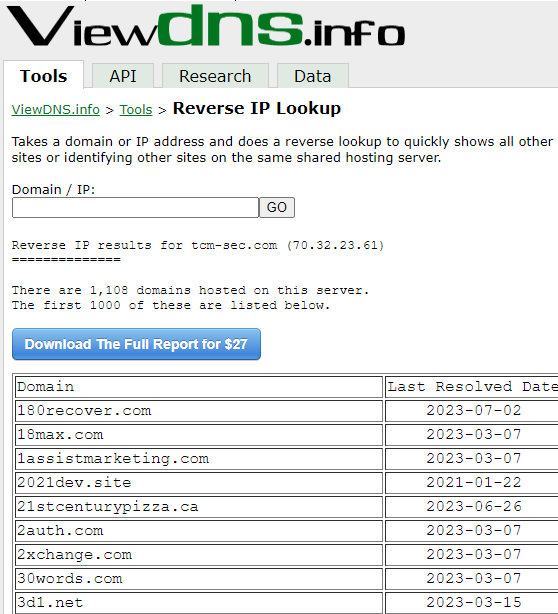 Viewdns.info
Tools API Research Data
ViewDNS.info > Tools > Reverse IP Lookup
Takes a domain or IP address and does a reverse lookup to quickly shows all other
sites or identifying other sites on the same shared hosting server.
Domain / IP:
GO
Reverse IP results for tcm-sec.com (70.32.23.61)
==============
There are 1,108 domains hosted on this server.
The first 1000 of these are listed below.
Download The Full Report for $27
Domain Last Resolved Date
180recover.com 2023-07-02
18max.com 2023-03-07
1assistmarketing.com 2023-03-07
2021dev.site 2021-01-22
21stcenturypizza.ca 2023-06-26
2auth.com 2023-03-07
2xchange.com 2023-03-07
30words.com 2023-03-07
3d1.net 2023-03-15